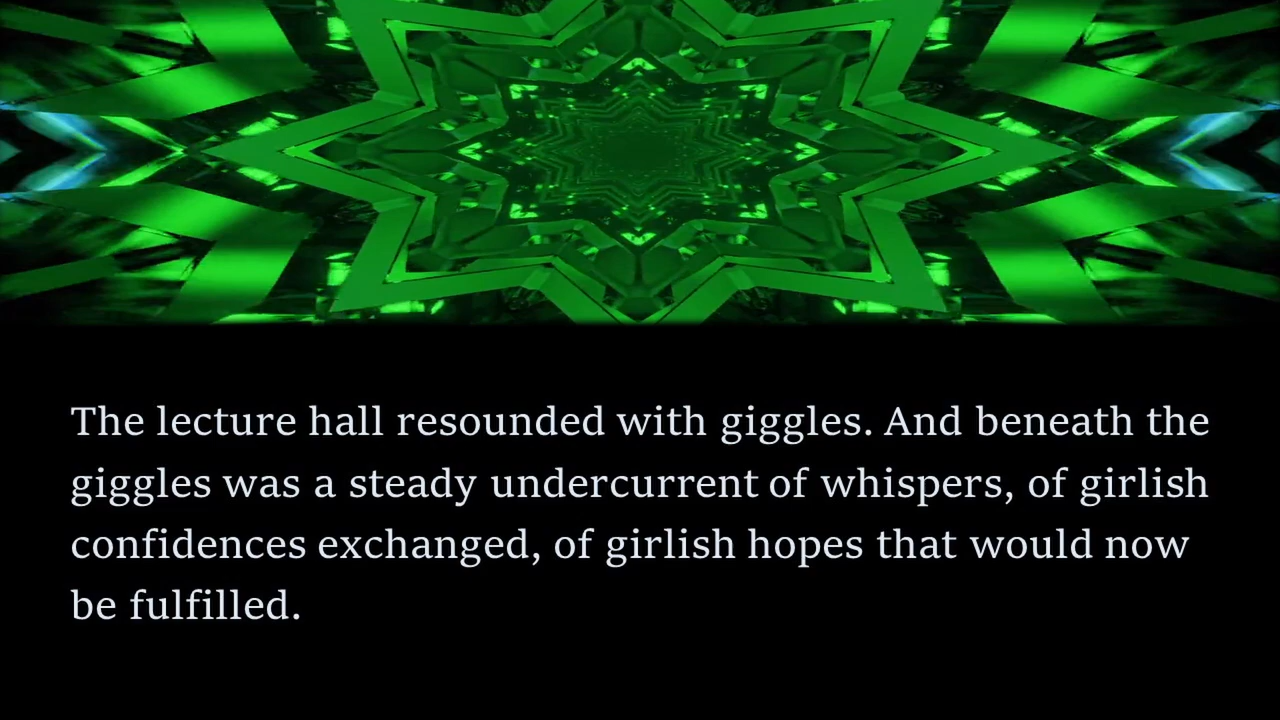 The lecture hall resounded with giggles. And beneath the
giggles was a steady undercurrent of whispers, of girlish
confidences exchanged, of girlish hopes that would now
be fulfilled.